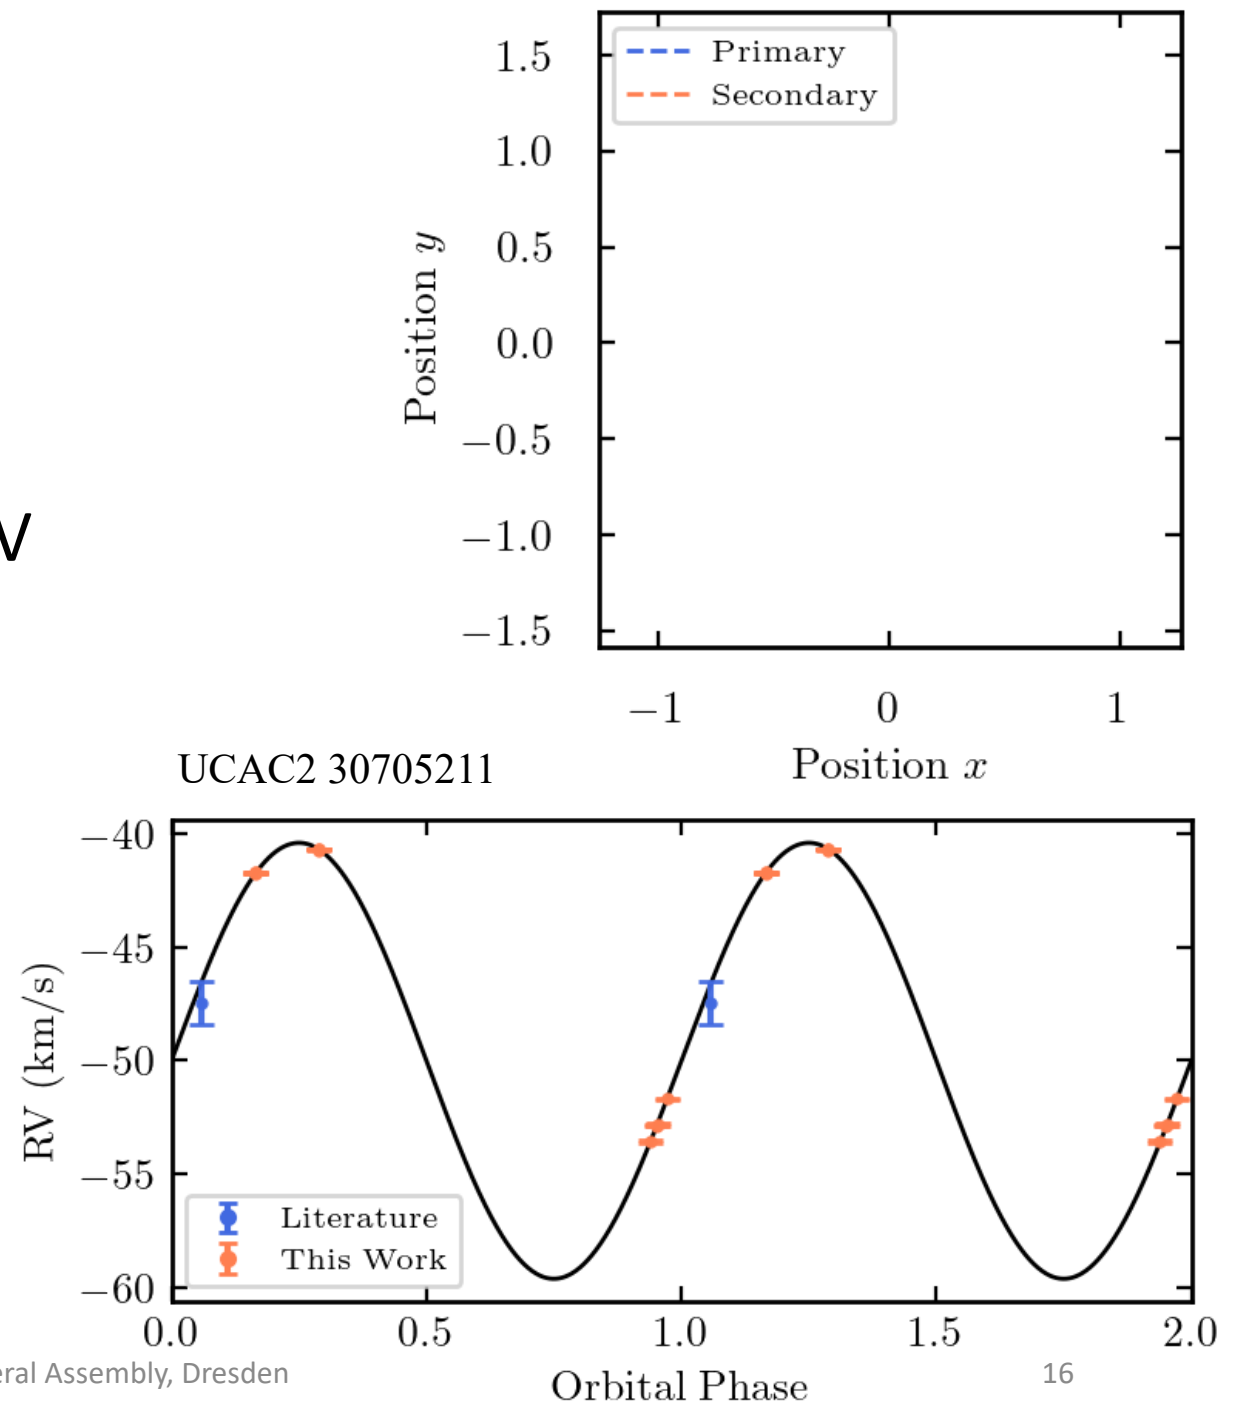 Primary
Secondary
1.5
1.0
0.5
0.0
−0.5
−1.0
−1.5
Position y
−1 0 1
Position x
V
UCAC2 30705211
−40
−45
−50
−55
−60
RV (km/s)
Literature
This Work
0.0 0.5 1.0 1.5 2.0
Orbital Phase
eral Assembly, Dresden
16